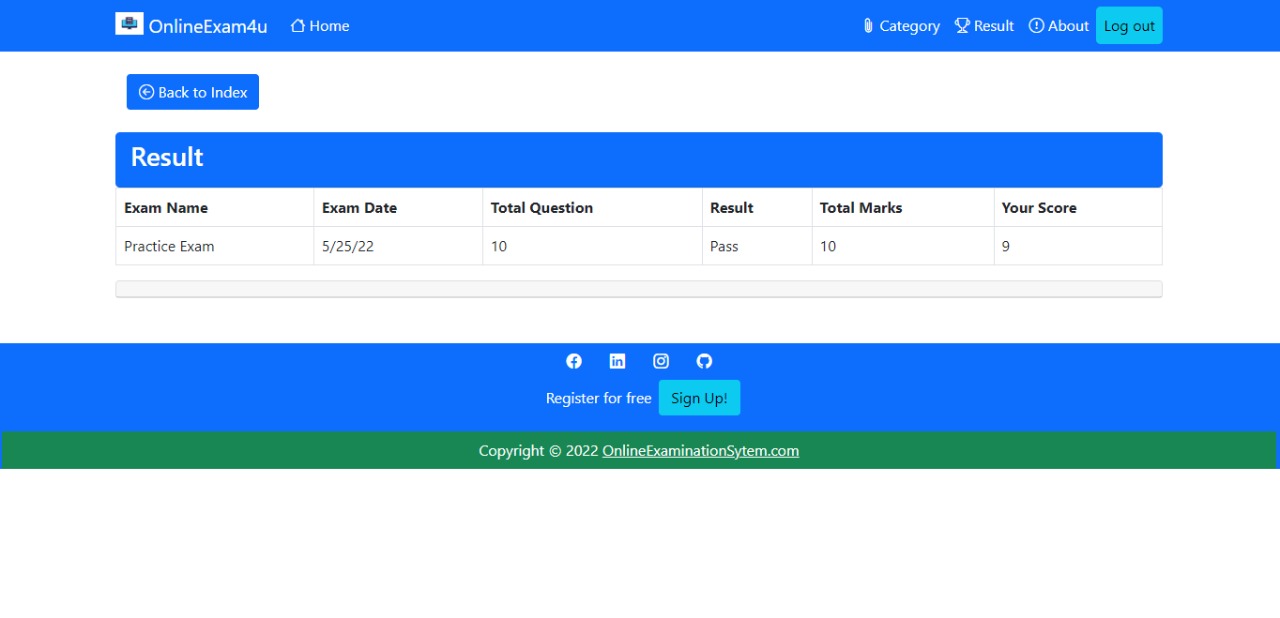 OnlineExam4u Home Category Result About Log out
Back to Index
Result
Exam Name Exam Date Total Question Result Total Marks Your Score
Practice Exam 5/25/22 10 Pass 10 9
Register for free Sign Up!
Copyright © 2022 OnlineExaminationSytem.com